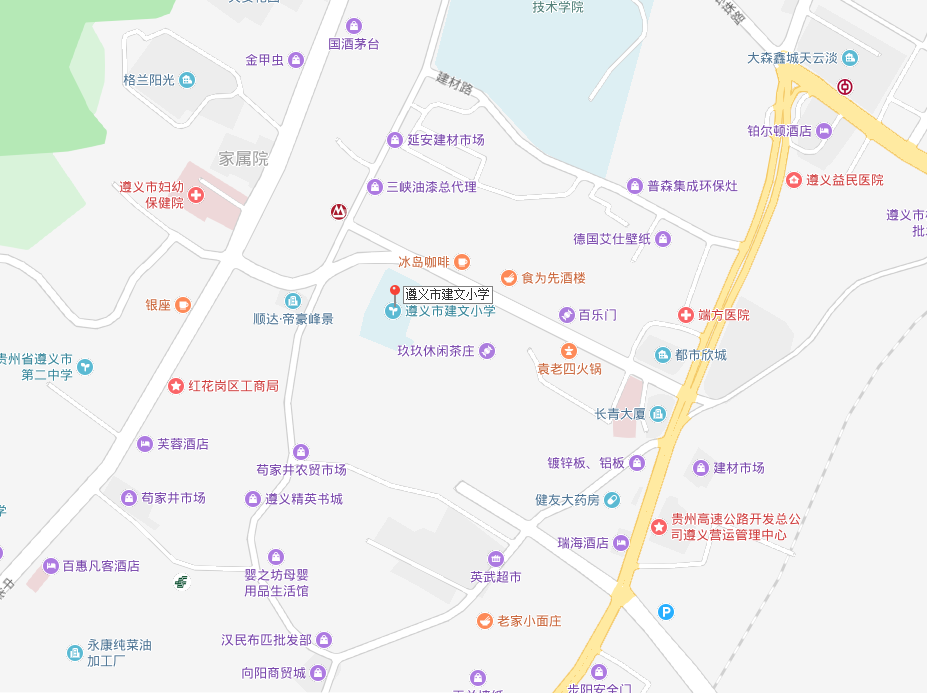 技术学院
国酒茅台
金甲虫
格兰阳光
建材路
大森鑫城天云淡
铂尔顿酒店
延安建材市场
家属院
三峡油漆总代理
遵义市妇幼
保健院
普森集成环保灶
遵义益民医院
德国艾仕壁纸
冰岛咖啡
食为先酒楼
遵义市建文小学
遵义市建文小学
银座
顺达·帝豪峰景
百乐门
端方医院
玖玖休闲茶庄
袁老四火锅
都市欣城
贵州省遵义市
第二中学
红花岗区工商局
长青大厦
芙蓉酒店
荀家井农贸市场
镀锌板、铝板
建材市场
荀家井市场
遵义精英书城
健友大药房
贵州高速公路开发总公
司遵义营运管理中心
瑞海酒店
百惠凡客酒店
婴之坊母婴
用品生活馆
英武超市
老家小面庄
P
永康纯菜油
加工厂
汉民布匹批发部
向阳商贸城
步阳安全门